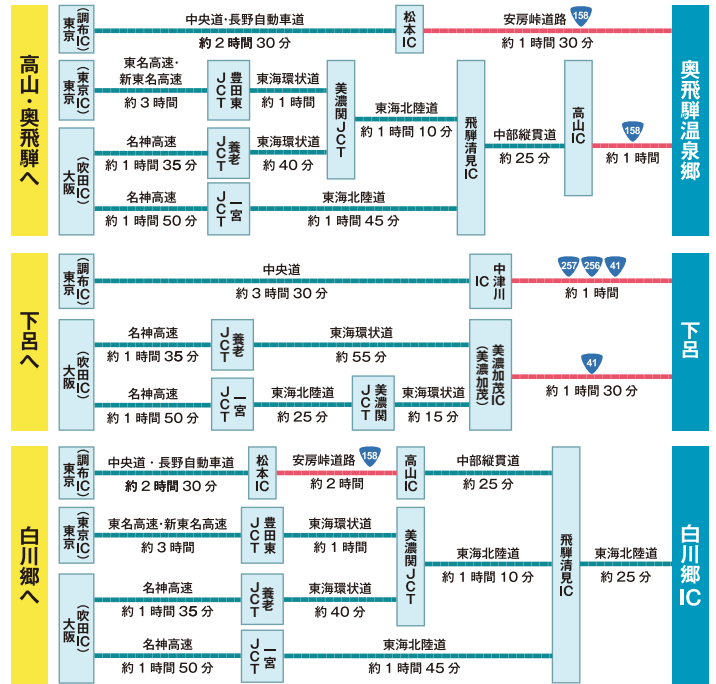 高山・奥飛騨へ
東京（調布IC）
中央道・長野自動車道
約２時間30分
松本IC
安房峠道路 158
約１時間30分
東京（東京IC）
東名高速・
新東名高速
約３時間
豊田東JCT
東海環状道
約１時間
美濃関JCT
東海北陸道
約１時間10分
飛騨清見IC
中部縦貫道
約25分
高山IC
158
約１時間
奥飛騨温泉郷
大阪（吹田IC）
名神高速
約１時間35分
養老JCT
東海環状道
約40分
名神高速
約１時間50分
一宮JCT
東海北陸道
約１時間45分
下呂へ
東京（調布IC）
中央道
約３時間30分
中津川IC
257 256 41
約１時間
下呂
大阪（吹田IC）
名神高速
約１時間35分
養老JCT
東海環状道
約55分
美濃加茂IC（美濃加茂）
41
約１時間30分
名神高速
約１時間50分
一宮JCT
東海北陸道
約25分
美濃関JCT
東海環状道
約15分
白川郷へ
東京（調布IC）
中央道・長野自動車道
約２時間30分
松本IC
安房峠道路 158
約２時間
高山IC
中部縦貫道
約25分
飛騨清見IC
東海北陸道
約25分
白川郷IC
東京（東京IC）
東名高速・新東名高速
約３時間
豊田東JCT
東海環状道
約１時間
美濃関JCT
東海北陸道
約１時間10分
大阪（吹田IC）
名神高速
約１時間35分
養老JCT
東海環状道
約40分
名神高速
約１時間50分
一宮JCT
東海北陸道
約１時間45分